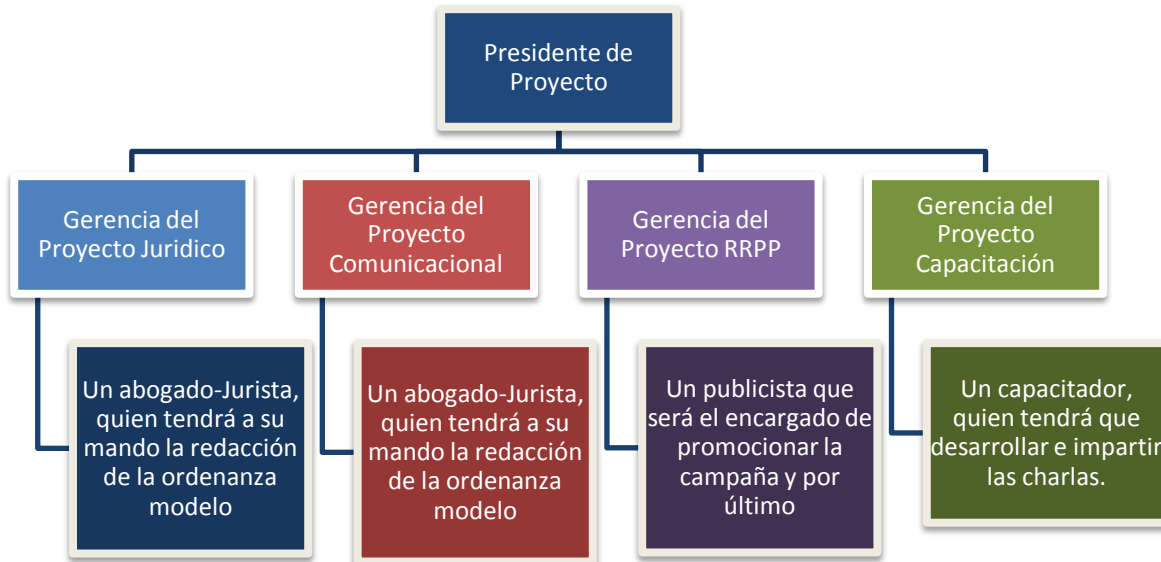 Presidente de
Proyecto
Gerencia del
Proyecto Juridico
Gerencia del
Proyecto
Comunicacional
Gerencia del
Proyecto RRPP
Gerencia del
Proyecto
Capacitación
Un abogado-Jurista,
quien tendrá a su
mando la redacción
de la ordenanza
modelo
Un abogado-Jurista,
quien tendrá a su
mando la redacción
de la ordenanza
modelo
Un publicista que
será el encargado de
promocionar la
campaña y por
último
Un capacitador,
quien tendrá que
desarrollar e impartir
las charlas.